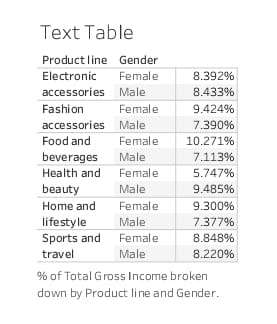 Text Table
Product line Gender
Electronic Female 8.392%
accessories Male 8.433%
Fashion Female 9.424%
accessories Male 7.390%
Food and Female 10.271%
beverages Male 7.113%
Health and Female 5.747%
beauty Male 9.485%
Home and Female 9.300%
lifestyle Male 7.377%
Sports and Female 8.848%
travel Male 8.220%
% of Total Gross Income broken
down by Product line and Gender.